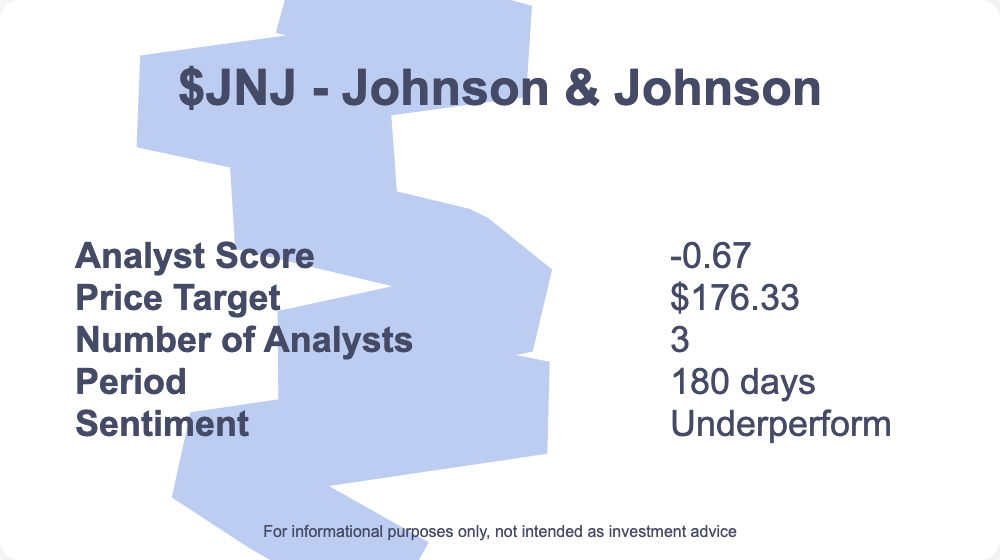 $JNJ - Johnson & Johnson
Analyst Score -0.67
Price Target $176.33
Number of Analysts 3
Period 180 days
Sentiment Underperform
For informational purposes only, not intended as investment advice